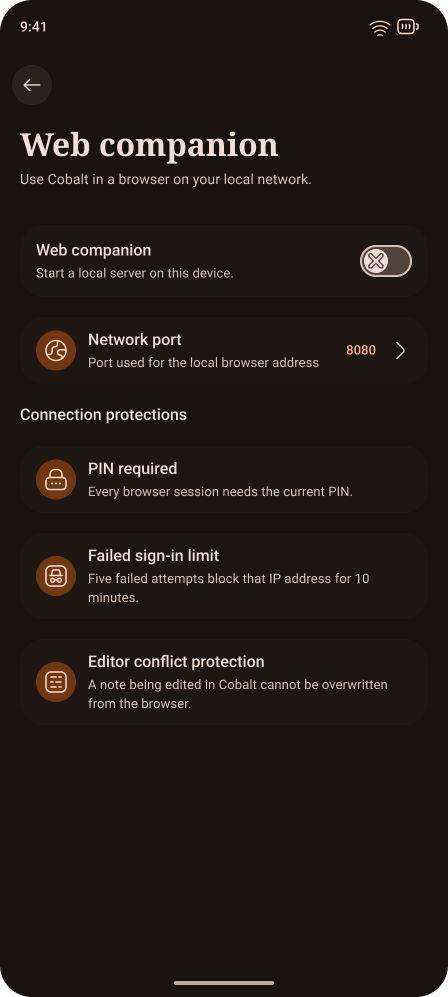 9:41
Web companion
Use Cobalt in a browser on your local network.
Web companion
Start a local server on this device.
Network port
Port used for the local browser address
8080
Connection protections
PIN required
Every browser session needs the current PIN.
Failed sign-in limit
Five failed attempts block that IP address for 10
minutes.
Editor conflict protection
A note being edited in Cobalt cannot be overwritten
from the browser.